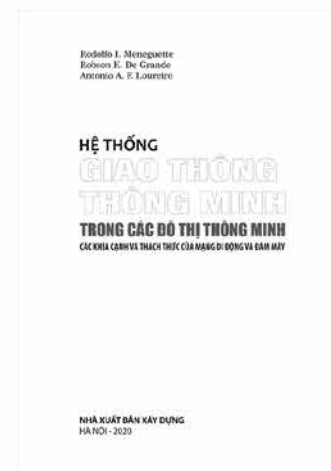 Rodolfo I. Meneguette
Robson E. De Grande
Antonio A. F. Loureiro
HỆ THỐNG
GIAO THÔNG
THÔNG MINH
TRONG CÁC ĐÔ THỊ THÔNG MINH
CÁC KHÍA CẠNH VÀ THÁCH THỨC CỦA MẠNG DI ĐỘNG VÀ ĐÁM MÂY
NHÀ XUẤT BẢN XÂY DỰNG
HÀ NỘI - 2020